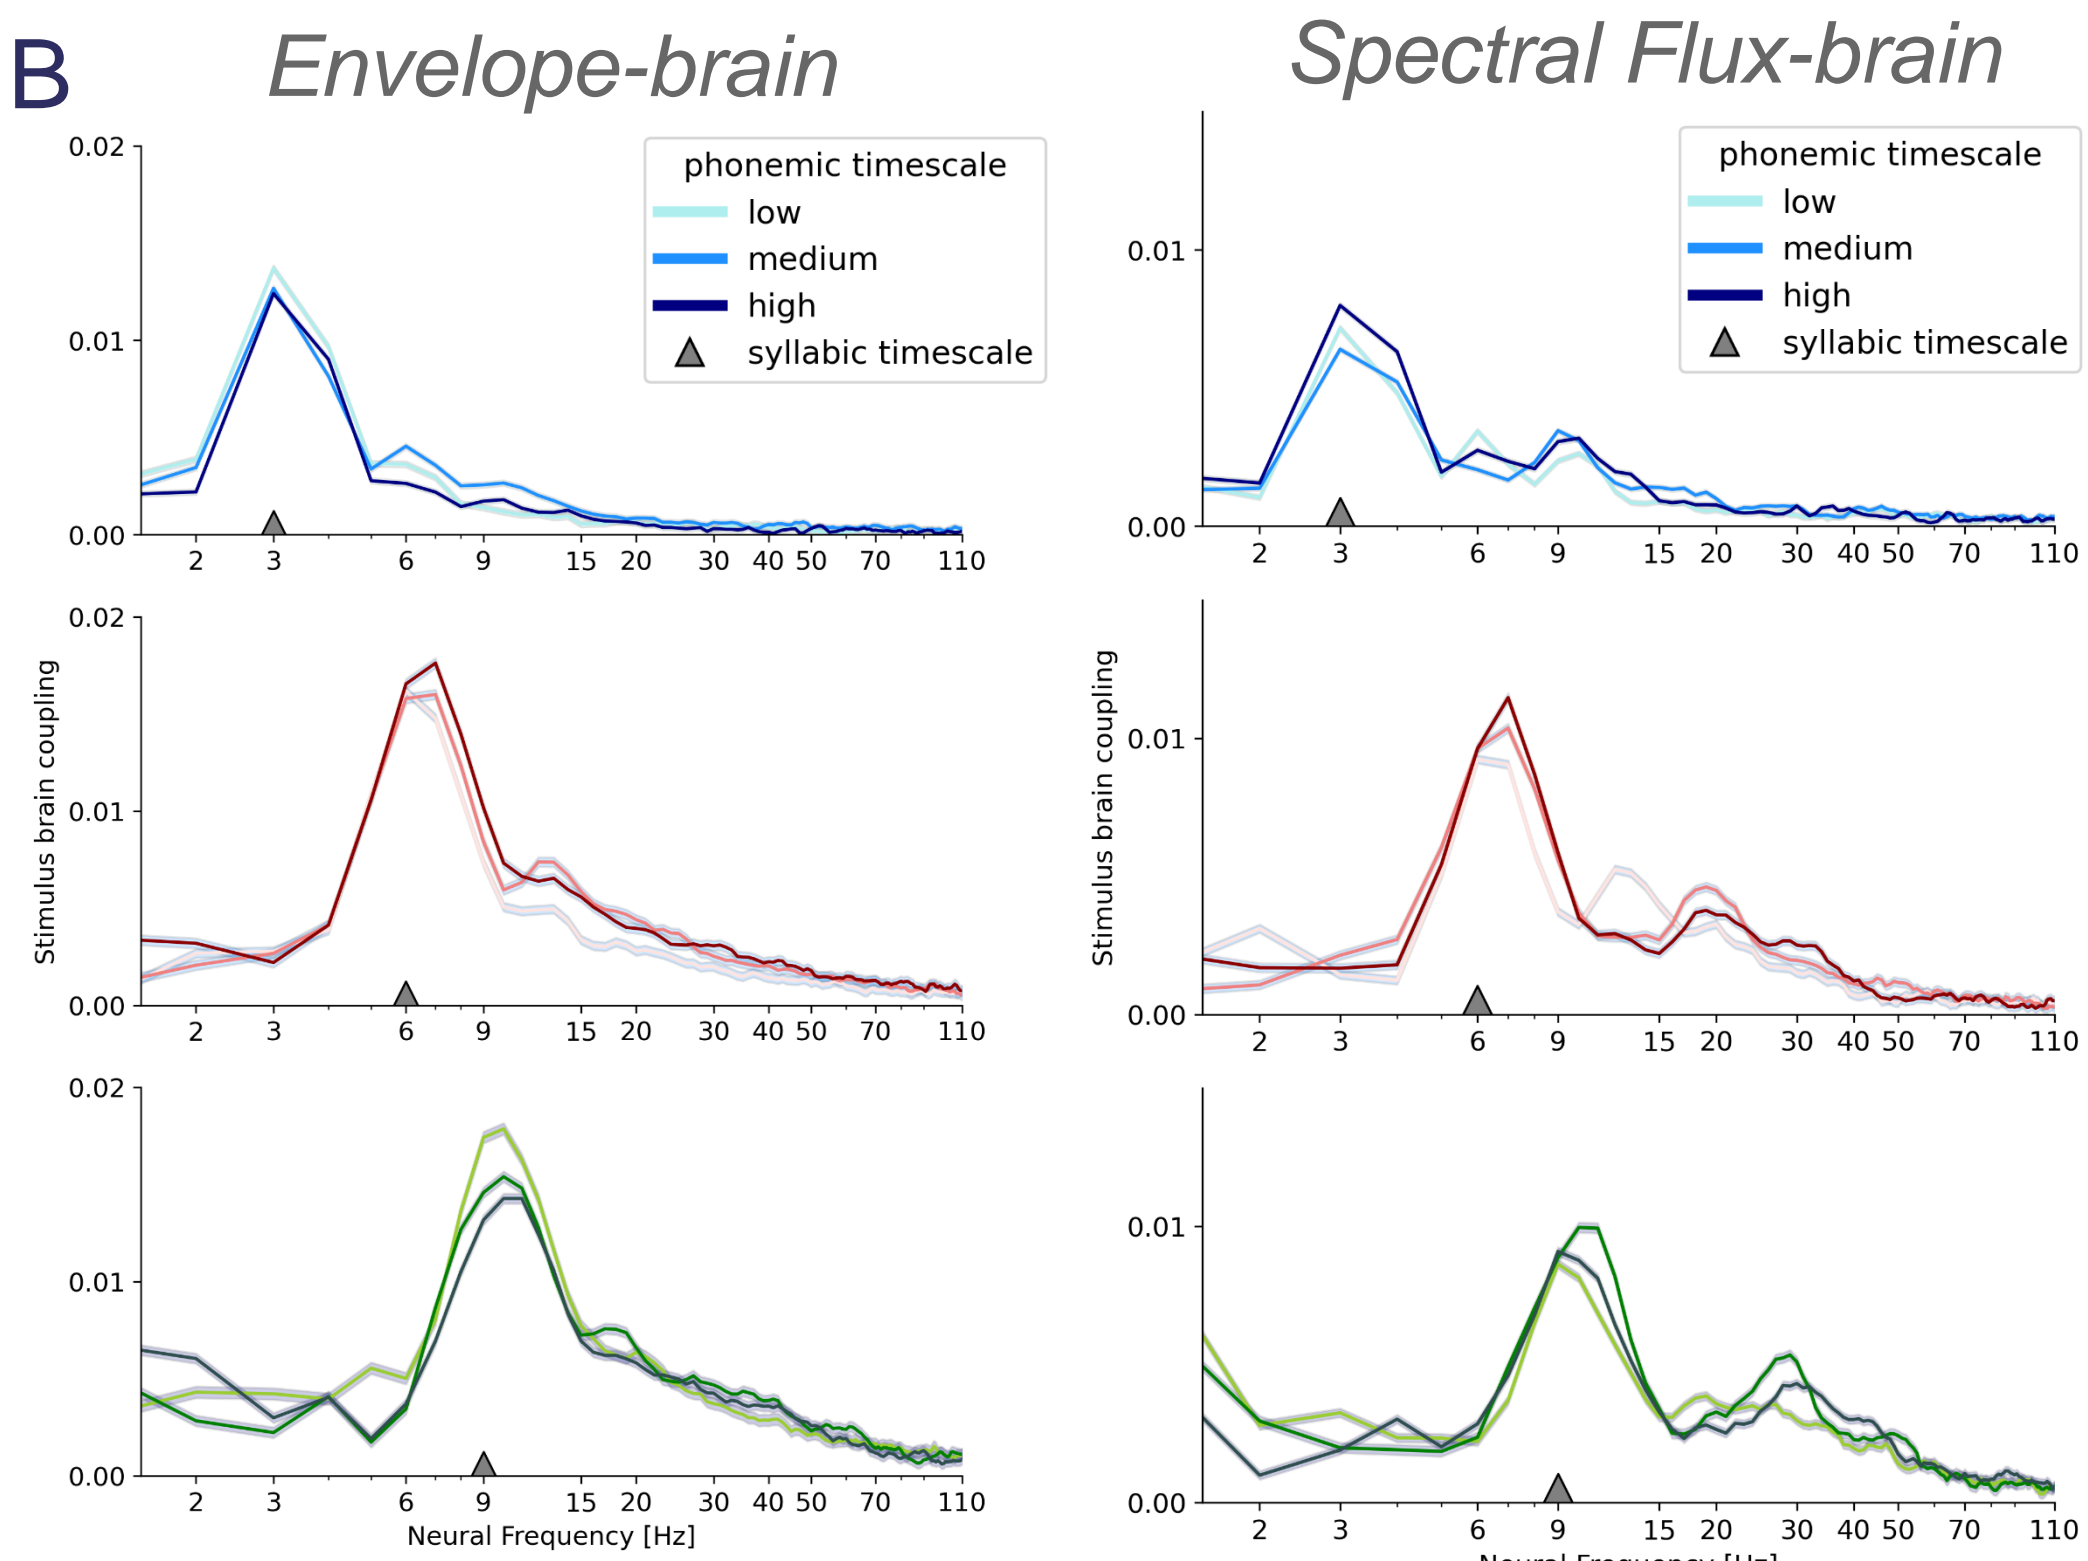 B
Envelope-brain
Spectral Flux-brain
0.02
0.01
0.00
phonemic timescale
low
medium
high
syllabic timescale
2 3 6 9 15 20 30 40 50 70 110
0.01
0.00
phonemic timescale
low
medium
high
syllabic timescale
2 3 6 9 15 20 30 40 50 70 110
Stimulus brain coupling
0.02
0.01
0.00
2 3 6 9 15 20 30 40 50 70 110
Stimulus brain coupling
0.01
0.00
2 3 6 9 15 20 30 40 50 70 110
0.02
0.01
0.00
2 3 6 9 15 20 30 40 50 70 110
Neural Frequency [Hz]
0.01
0.00
2 3 6 9 15 20 30 40 50 70 110
Neural Frequency [Hz]